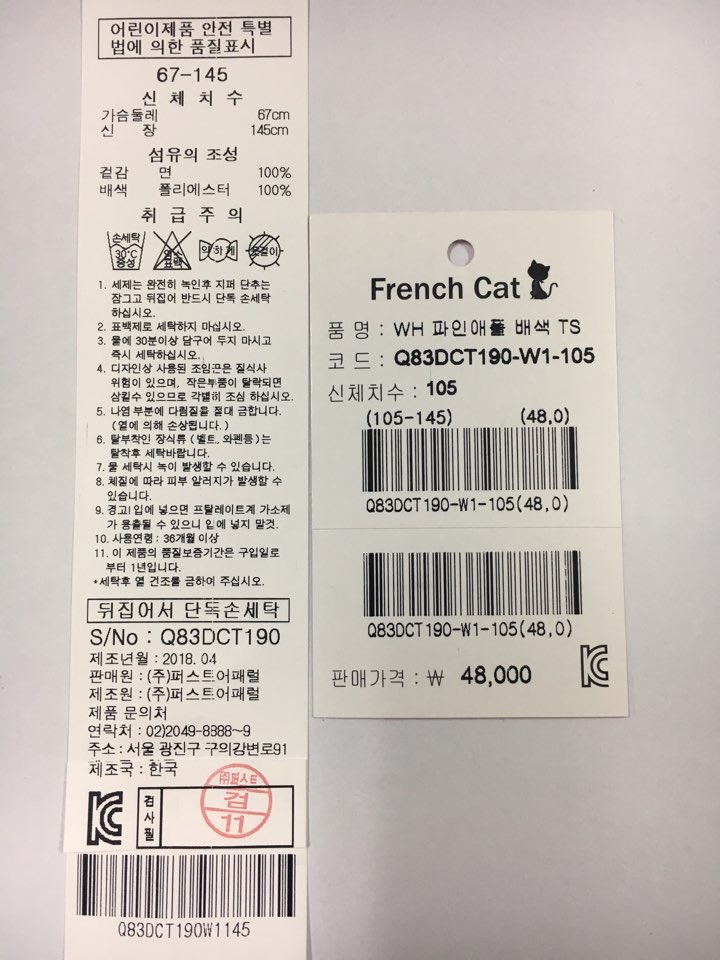 어린이제품 안전 특별
법에 의한 품질표시
67-145
신 체 치 수
가슴둘레 67cm
신 장 145cm
섬유의 조성
겉감 면 100%
배색 폴리에스터 100%
취 급 주 의
손세탁
30℃
중성
염소
표백
약하게
옷걸이
1. 세제는 완전히 녹인후 지퍼 단추는
잠그고 뒤집어 반드시 단독 손세탁
하십시오.
2. 표백제로 세탁하지 마십시오.
3. 물에 30분이상 담구어 두지 마시고
즉시 세탁하십시오.
4. 디자인상 사용된 조임끈은 질식사
위험이 있으며, 작은부품이 탈락되면
삼킬수 있으므로 각별히 조심 하십시오.
5. 나염 부분에 다림질을 절대 금합니다.
(열에 의해 손상됩니다.)
6. 탈부착인 장식류 (벨트, 와펜등)는
탈착후 세탁바랍니다.
7. 물 세탁시 녹이 발생할 수 있습니다.
8. 체질에 따라 피부 알러지가 발생할 수
있습니다.
9. 경고! 입에 넣으면 프탈레이트계 가소제
가 용출될 수 있으니 입에 넣지 말것.
10. 사용연령 : 36개월 이상
11. 이 제품의 품질보증기간은 구입일로
부터 1년입니다.
*세탁후 열 건조를 금하여 주십시오.
뒤집어서 단독손세탁
S/No : Q83DCT190
제조년월 : 2018. 04
판매원 : (주)퍼스트어패럴
제조원 : (주)퍼스트어패럴
제품 문의처
연락처 : 02)2049-8888~9
주소 : 서울 광진구 구의강변로91
제조국 : 한국
KC
검사필
㈜퍼스트
검
11
Q83DCT190W1145
French Cat
품 명 : WH 파인애플 배색 TS
코 드 : Q83DCT190-W1-105
신체치수 : 105
(105-145) (48,0)
Q83DCT190-W1-105(48,0)
Q83DCT190-W1-105(48,0)
판매가격 : ₩ 48,000
KC